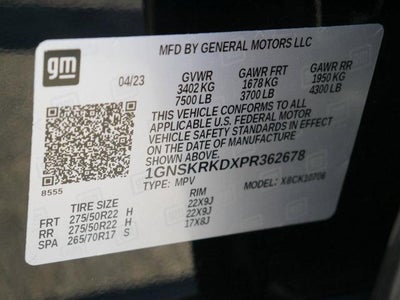 gm
MFD BY GENERAL MOTORS LLC
04/23 GVWR GAWR FRT GAWR RR
3402 KG 1678 KG 1950 KG
7500 LB 3700 LB 4300 LB
THIS VEHICLE CONFORMS TO ALL
APPLICABLE U.S. FEDERAL MOTOR
VEHICLE SAFETY STANDARDS IN EFFECT
ON THE DATE OF MANUFACTURE
SHOWN ABOVE.
8555 1GNSKRKDXPR362678
TYPE: MPV MODEL: X8CK10706
TIRE SIZE RIM
FRT 275/50R22 H 22X9J
RR 275/50R22 H 22X9J
SPA 265/70R17 S 17X8J